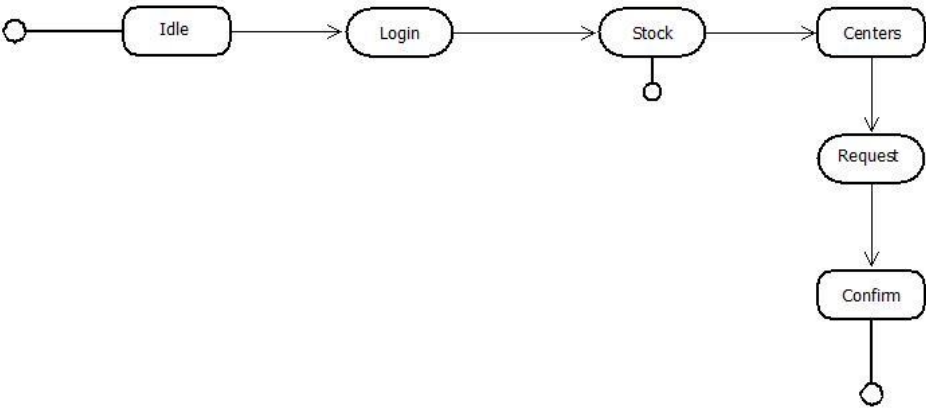 Idle
Login
Stock
Centers
Request
Confirm